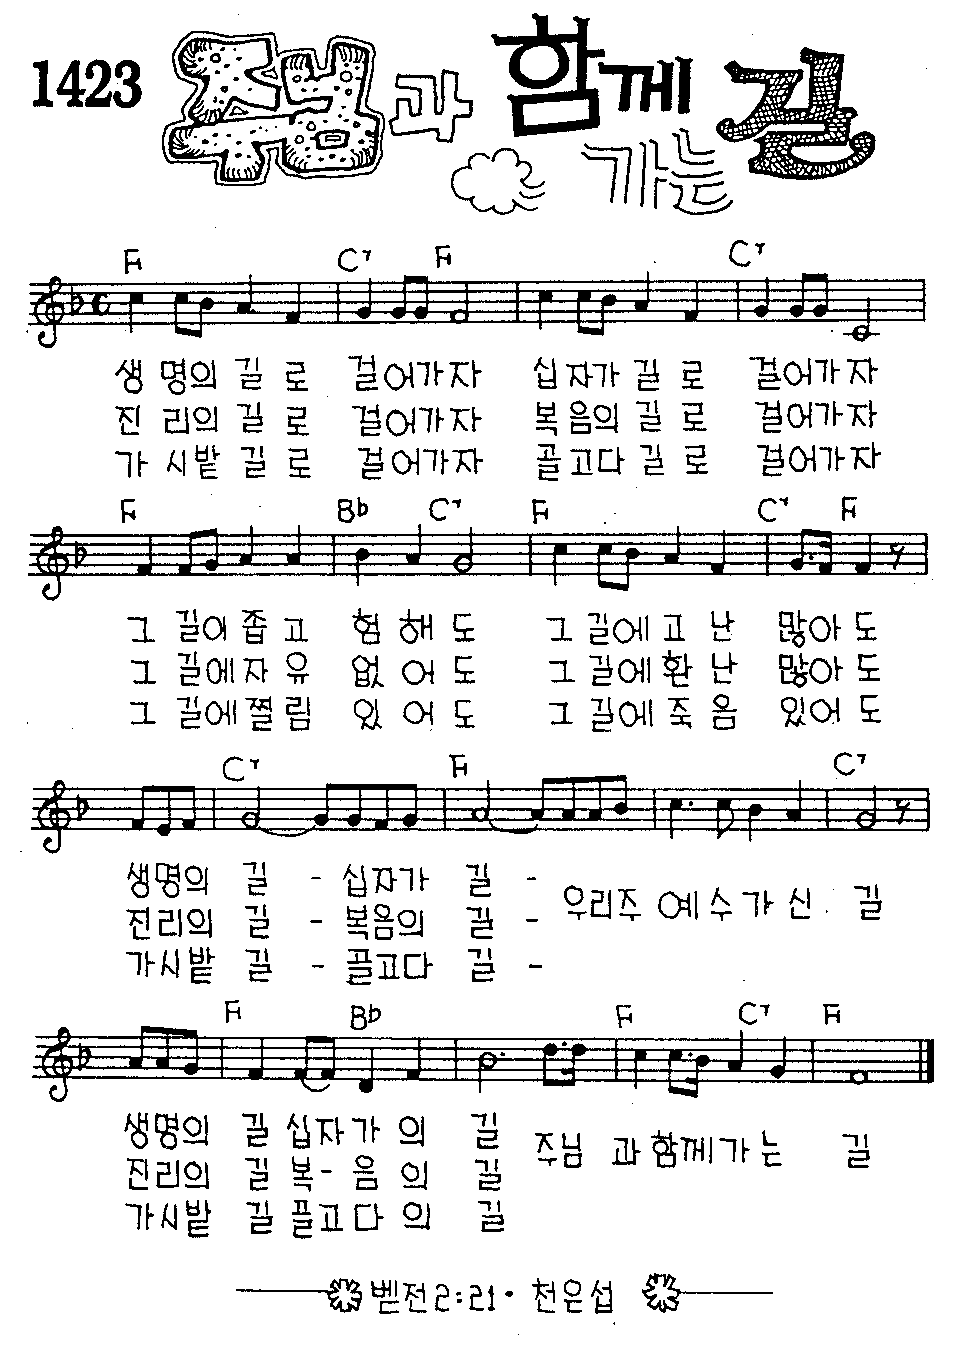 1423 주님과 함께 가는 길
F C7 F C7
생 명의 길 로 걸어가자 십 자가 길 로 걸어가자
진 리의 길 로 걸어가자 복음의 길 로 걸어가자
가 시밭 길 로 걸어가자 골고다 길 로 걸어가자
F Bb C7 F C7 F
그 길이 좁 고 험 해 도 그 길에 고 난 많아 도
그 길에 자 유 없 어 도 그 길에 환 난 많아 도
그 길에 찔 림 있 어 도 그 길에 죽 음 있어 도
C7 F C7
생명의 길 - 십자가 길 - 우리주 예 수 가 신 길
진리의 길 - 복음의 길 -
가시밭 길 - 골고다 길 -
F Bb F C7 F
생명의 길 십자 가 의 길 주님 과 함께 가 는 길
진리의 길 복- 음 의 길
가시밭 길 골고 다 의 길
벧전2:21· 천은섭